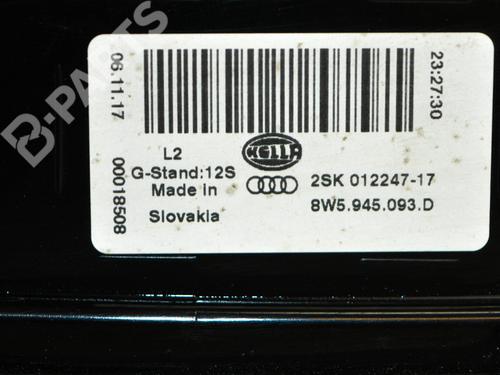 B-PARTS
06.11.17
00018508
L2
G-Stand:12S
Made in
Slovakia
HELLA
2SK 012247-17
8W5.945.093.D
23:27:30